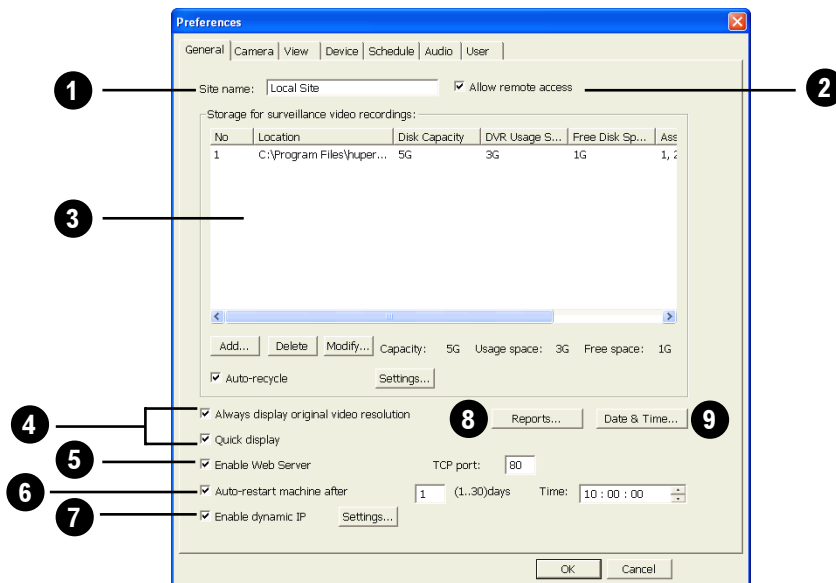 Preferences
General Camera View Device Schedule Audio User
1 Site name: Local Site Allow remote access 2
Storage for surveillance video recordings:
No Location Disk Capacity DVR Usage S... Free Disk Sp... Ass
1 C:\Program Files\huper... 5G 3G 1G 1, 2
3
Add... Delete Modify... Capacity: 5G Usage space: 3G Free space: 1G
Auto-recycle Settings...
4 Always display original video resolution 8 Reports... Date & Time... 9
Quick display
5 Enable Web Server TCP port: 80
6 Auto-restart machine after 1 (1..30)days Time: 10 : 00 : 00
7 Enable dynamic IP Settings...
OK Cancel